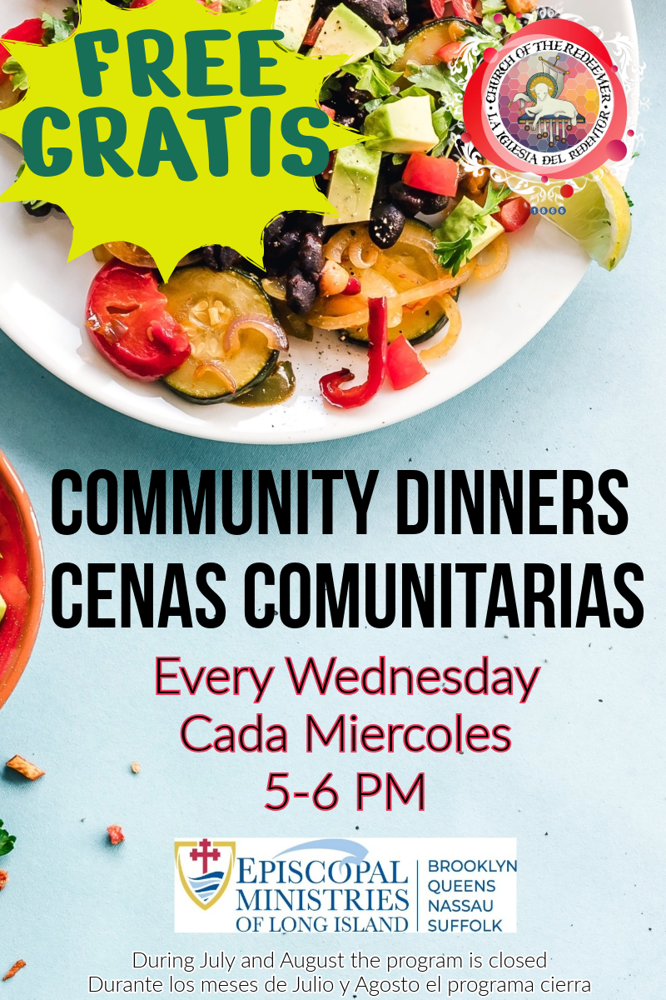 FREE
GRATIS
CHURCH OF THE REDEEMER
LA IGLESIA DEL REDENTOR
1866
COMMUNITY DINNERS
CENAS COMUNITARIAS
Every Wednesday
Cada Miercoles
5-6 PM
EPISCOPAL
MINISTRIES
OF LONG ISLAND
BROOKLYN
QUEENS
NASSAU
SUFFOLK
During July and August the program is closed
Durante los meses de Julio y Agosto el programa cierra